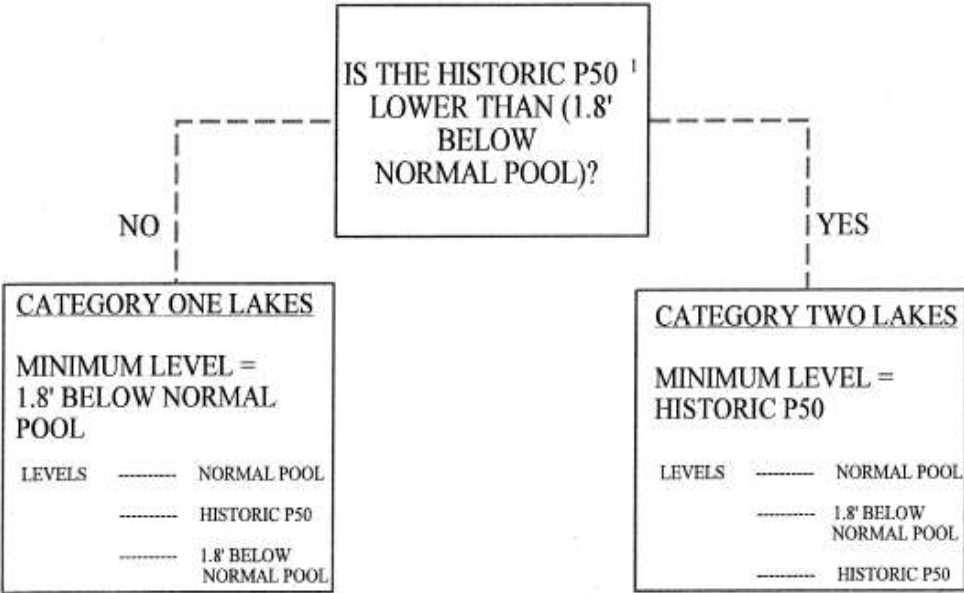 IS THE HISTORIC P50 1
LOWER THAN (1.8'
BELOW
NORMAL POOL)?
NO
YES
CATEGORY ONE LAKES
MINIMUM LEVEL =
1.8' BELOW NORMAL
POOL
LEVELS ---------- NORMAL POOL
---------- HISTORIC P50
---------- 1.8' BELOW
NORMAL POOL
CATEGORY TWO LAKES
MINIMUM LEVEL =
HISTORIC P50
LEVELS ---------- NORMAL POOL
---------- 1.8' BELOW
NORMAL POOL
---------- HISTORIC P50